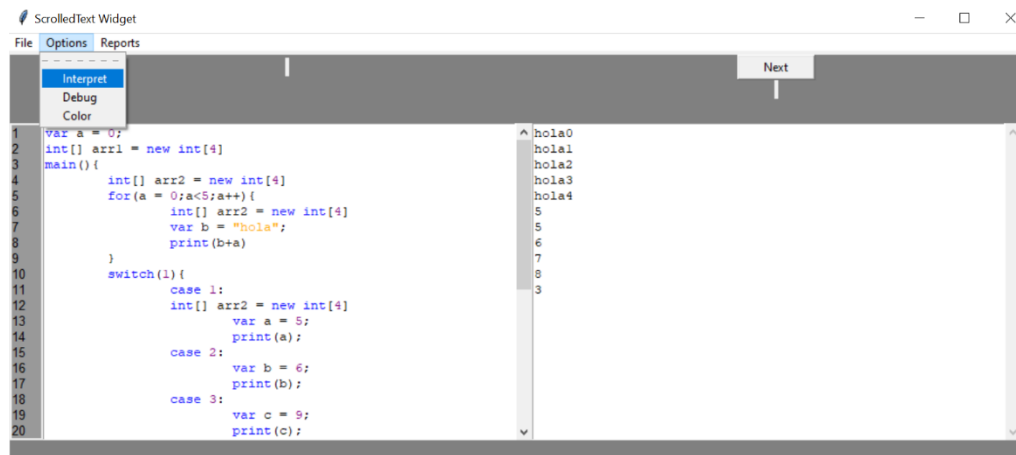 ScrolledText Widget
File Options Reports
Interpret
Debug
Color
Next
1 var a = 0;
2 int[] arr1 = new int[4]
3 main(){
4 int[] arr2 = new int[4]
5 for(a = 0;a<5;a++){
6 int[] arr2 = new int[4]
7 var b = "hola";
8 print(b+a)
9 }
10 switch(1){
11 case 1:
12 int[] arr2 = new int[4]
13 var a = 5;
14 print(a);
15 case 2:
16 var b = 6;
17 print(b);
18 case 3:
19 var c = 9;
20 print(c);
hola0
hola1
hola2
hola3
hola4
5
5
6
7
8
3